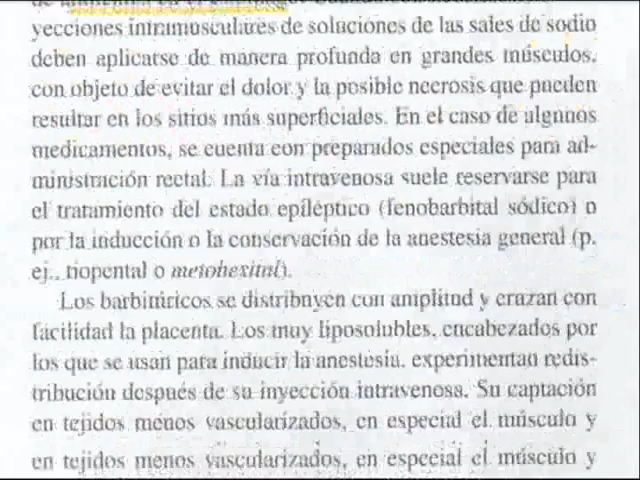 yecciones intramusculares de soluciones de las sales de sodio
deben aplicarse de manera profunda en grandes músculos,
con objeto de evitar el dolor y la posible necrosis que pueden
resultar en los sitios más superficiales. En el caso de algunos
medicamentos, se cuenta con preparados especiales para ad-
ministración rectal. La vía intravenosa suele reservarse para
el tratamiento del estado epiléptico (fenobarbital sódico) o
por la inducción o la conservación de la anestesia general (p.
ej., tiopental o metohexital).
Los barbitúricos se distribuyen con amplitud y cruzan con
facilidad la placenta. Los muy liposolubles, encabezados por
los que se usan para inducir la anestesia, experimentan redis-
tribución después de su inyección intravenosa. Su captación
en tejidos menos vascularizados, en especial el músculo y
en tejidos menos vascularizados, en especial el músculo y